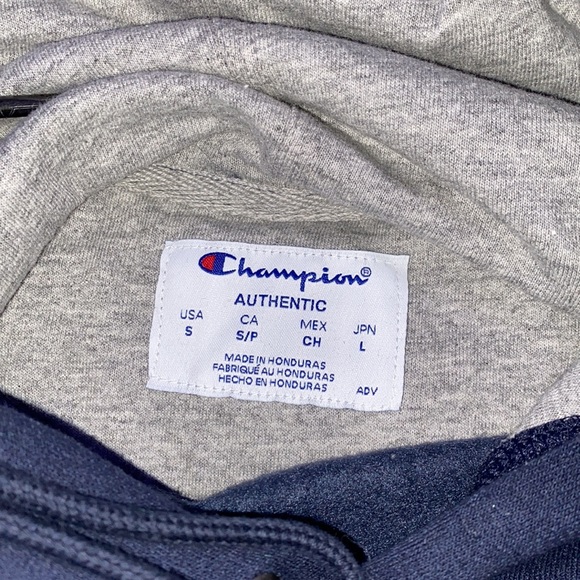 Champion®
AUTHENTIC
USA CA MEX JPN
S S/P CH L
MADE IN HONDURAS
FABRIQUÉ AU HONDURAS
HECHO EN HONDURAS ADV